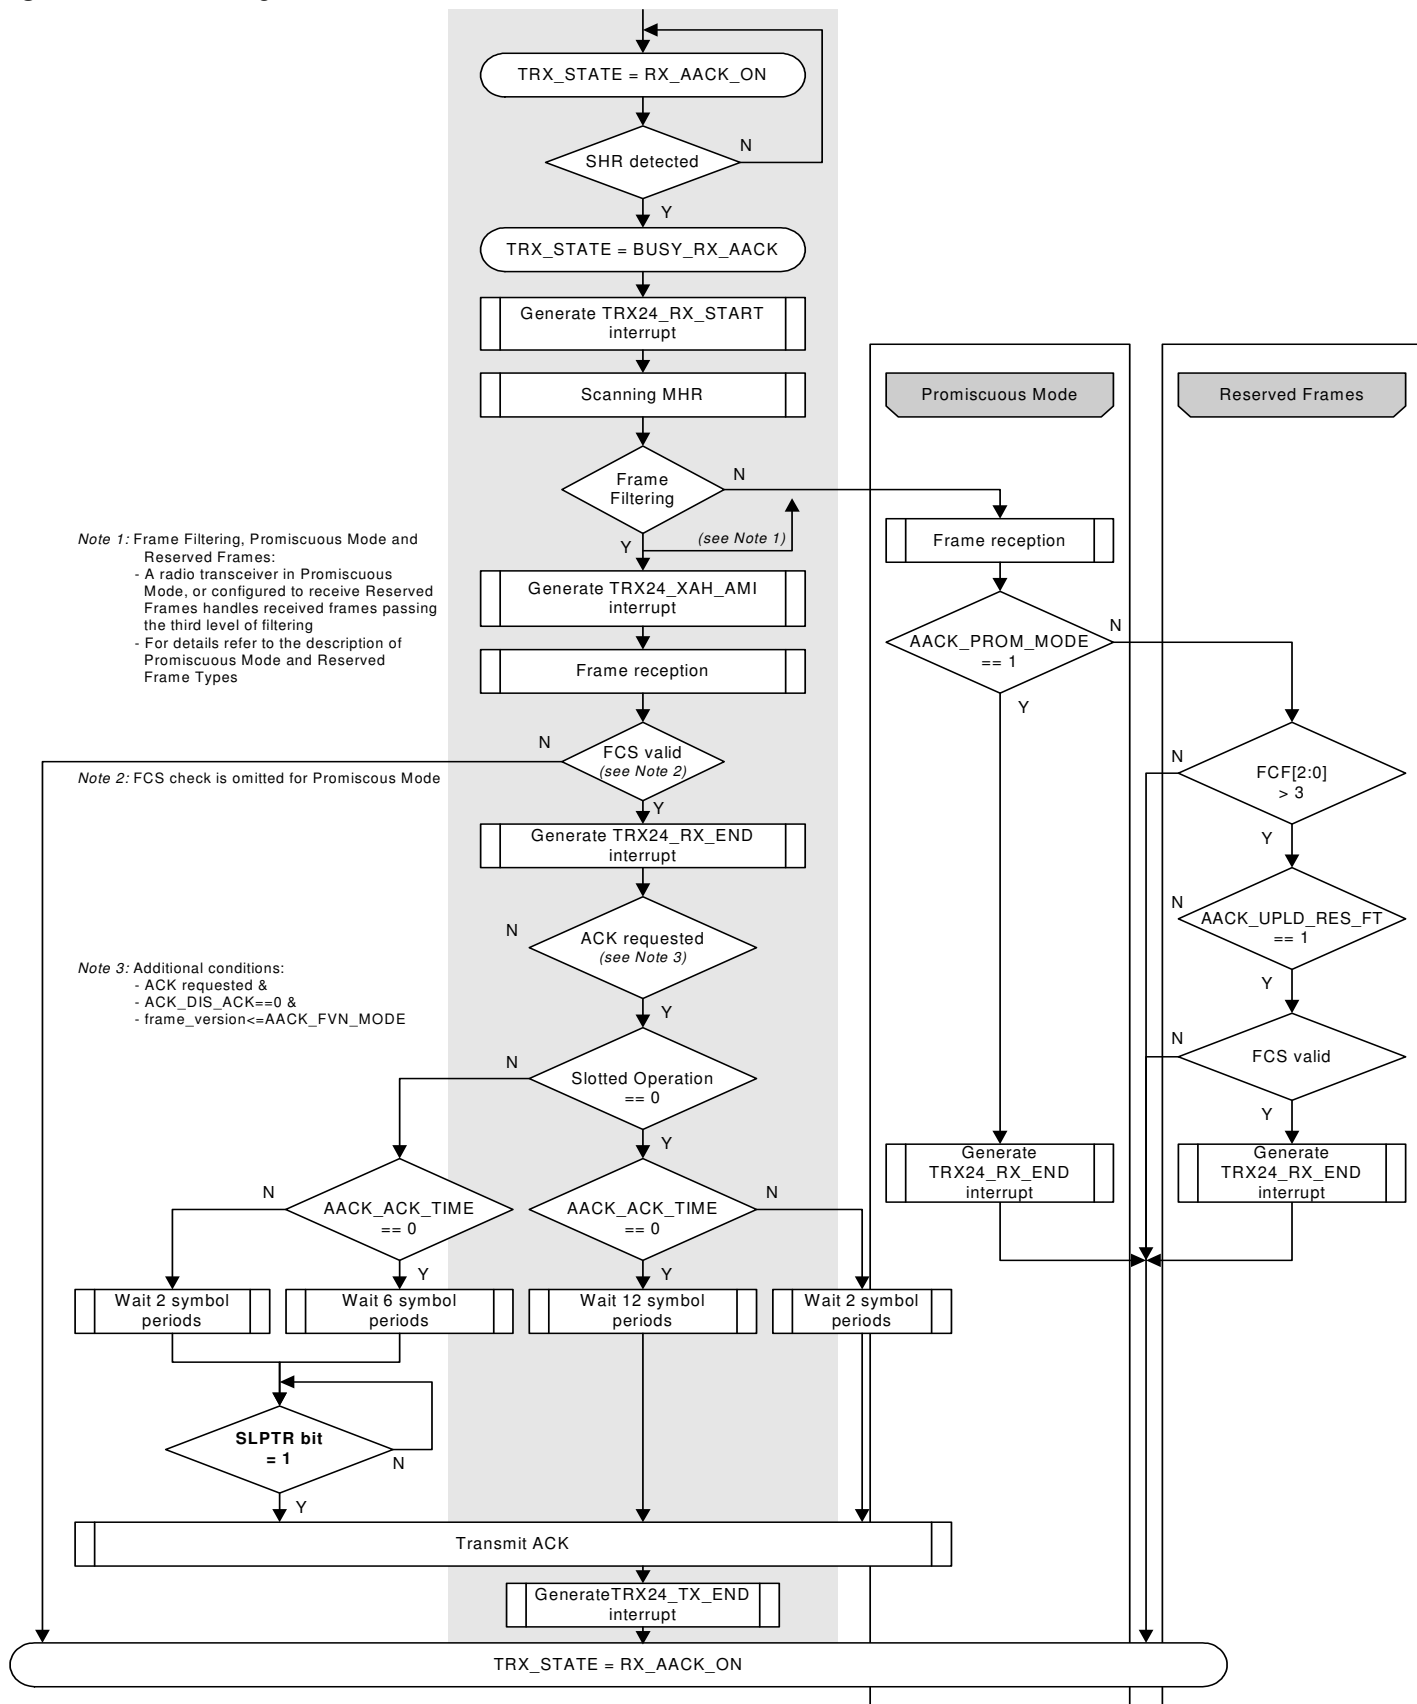 TRX_STATE = RX_AACK_ON
SHR detected
N
Y
TRX_STATE = BUSY_RX_AACK
Generate TRX24_RX_START
interrupt
Scanning MHR
Promiscuous Mode
Reserved Frames
Frame
Filtering
N
Y
(see Note 1)
Note 1: Frame Filtering, Promiscuous Mode and
Reserved Frames:
- A radio transceiver in Promiscuous
Mode, or configured to receive Reserved
Frames handles received frames passing
the third level of filtering
- For details refer to the description of
Promiscuous Mode and Reserved
Frame Types
Generate TRX24_XAH_AMI
interrupt
Frame reception
Frame reception
AACK_PROM_MODE
== 1
N
Y
FCS valid
(see Note 2)
N
Y
Note 2: FCS check is omitted for Promiscous Mode
FCF[2:0]
> 3
N
Y
Generate TRX24_RX_END
interrupt
ACK requested
(see Note 3)
N
Y
AACK_UPLD_RES_FT
== 1
N
Y
Note 3: Additional conditions:
- ACK requested &
- ACK_DIS_ACK==0 &
- frame_version<=AACK_FVN_MODE
Slotted Operation
== 0
N
Y
FCS valid
N
Y
AACK_ACK_TIME
== 0
N
Y
AACK_ACK_TIME
== 0
N
Y
Generate
TRX24_RX_END
interrupt
Generate
TRX24_RX_END
interrupt
Wait 2 symbol
periods
Wait 6 symbol
periods
Wait 12 symbol
periods
Wait 2 symbol
periods
SLPTR bit
= 1
N
Y
Transmit ACK
GenerateTRX24_TX_END
interrupt
TRX_STATE = RX_AACK_ON